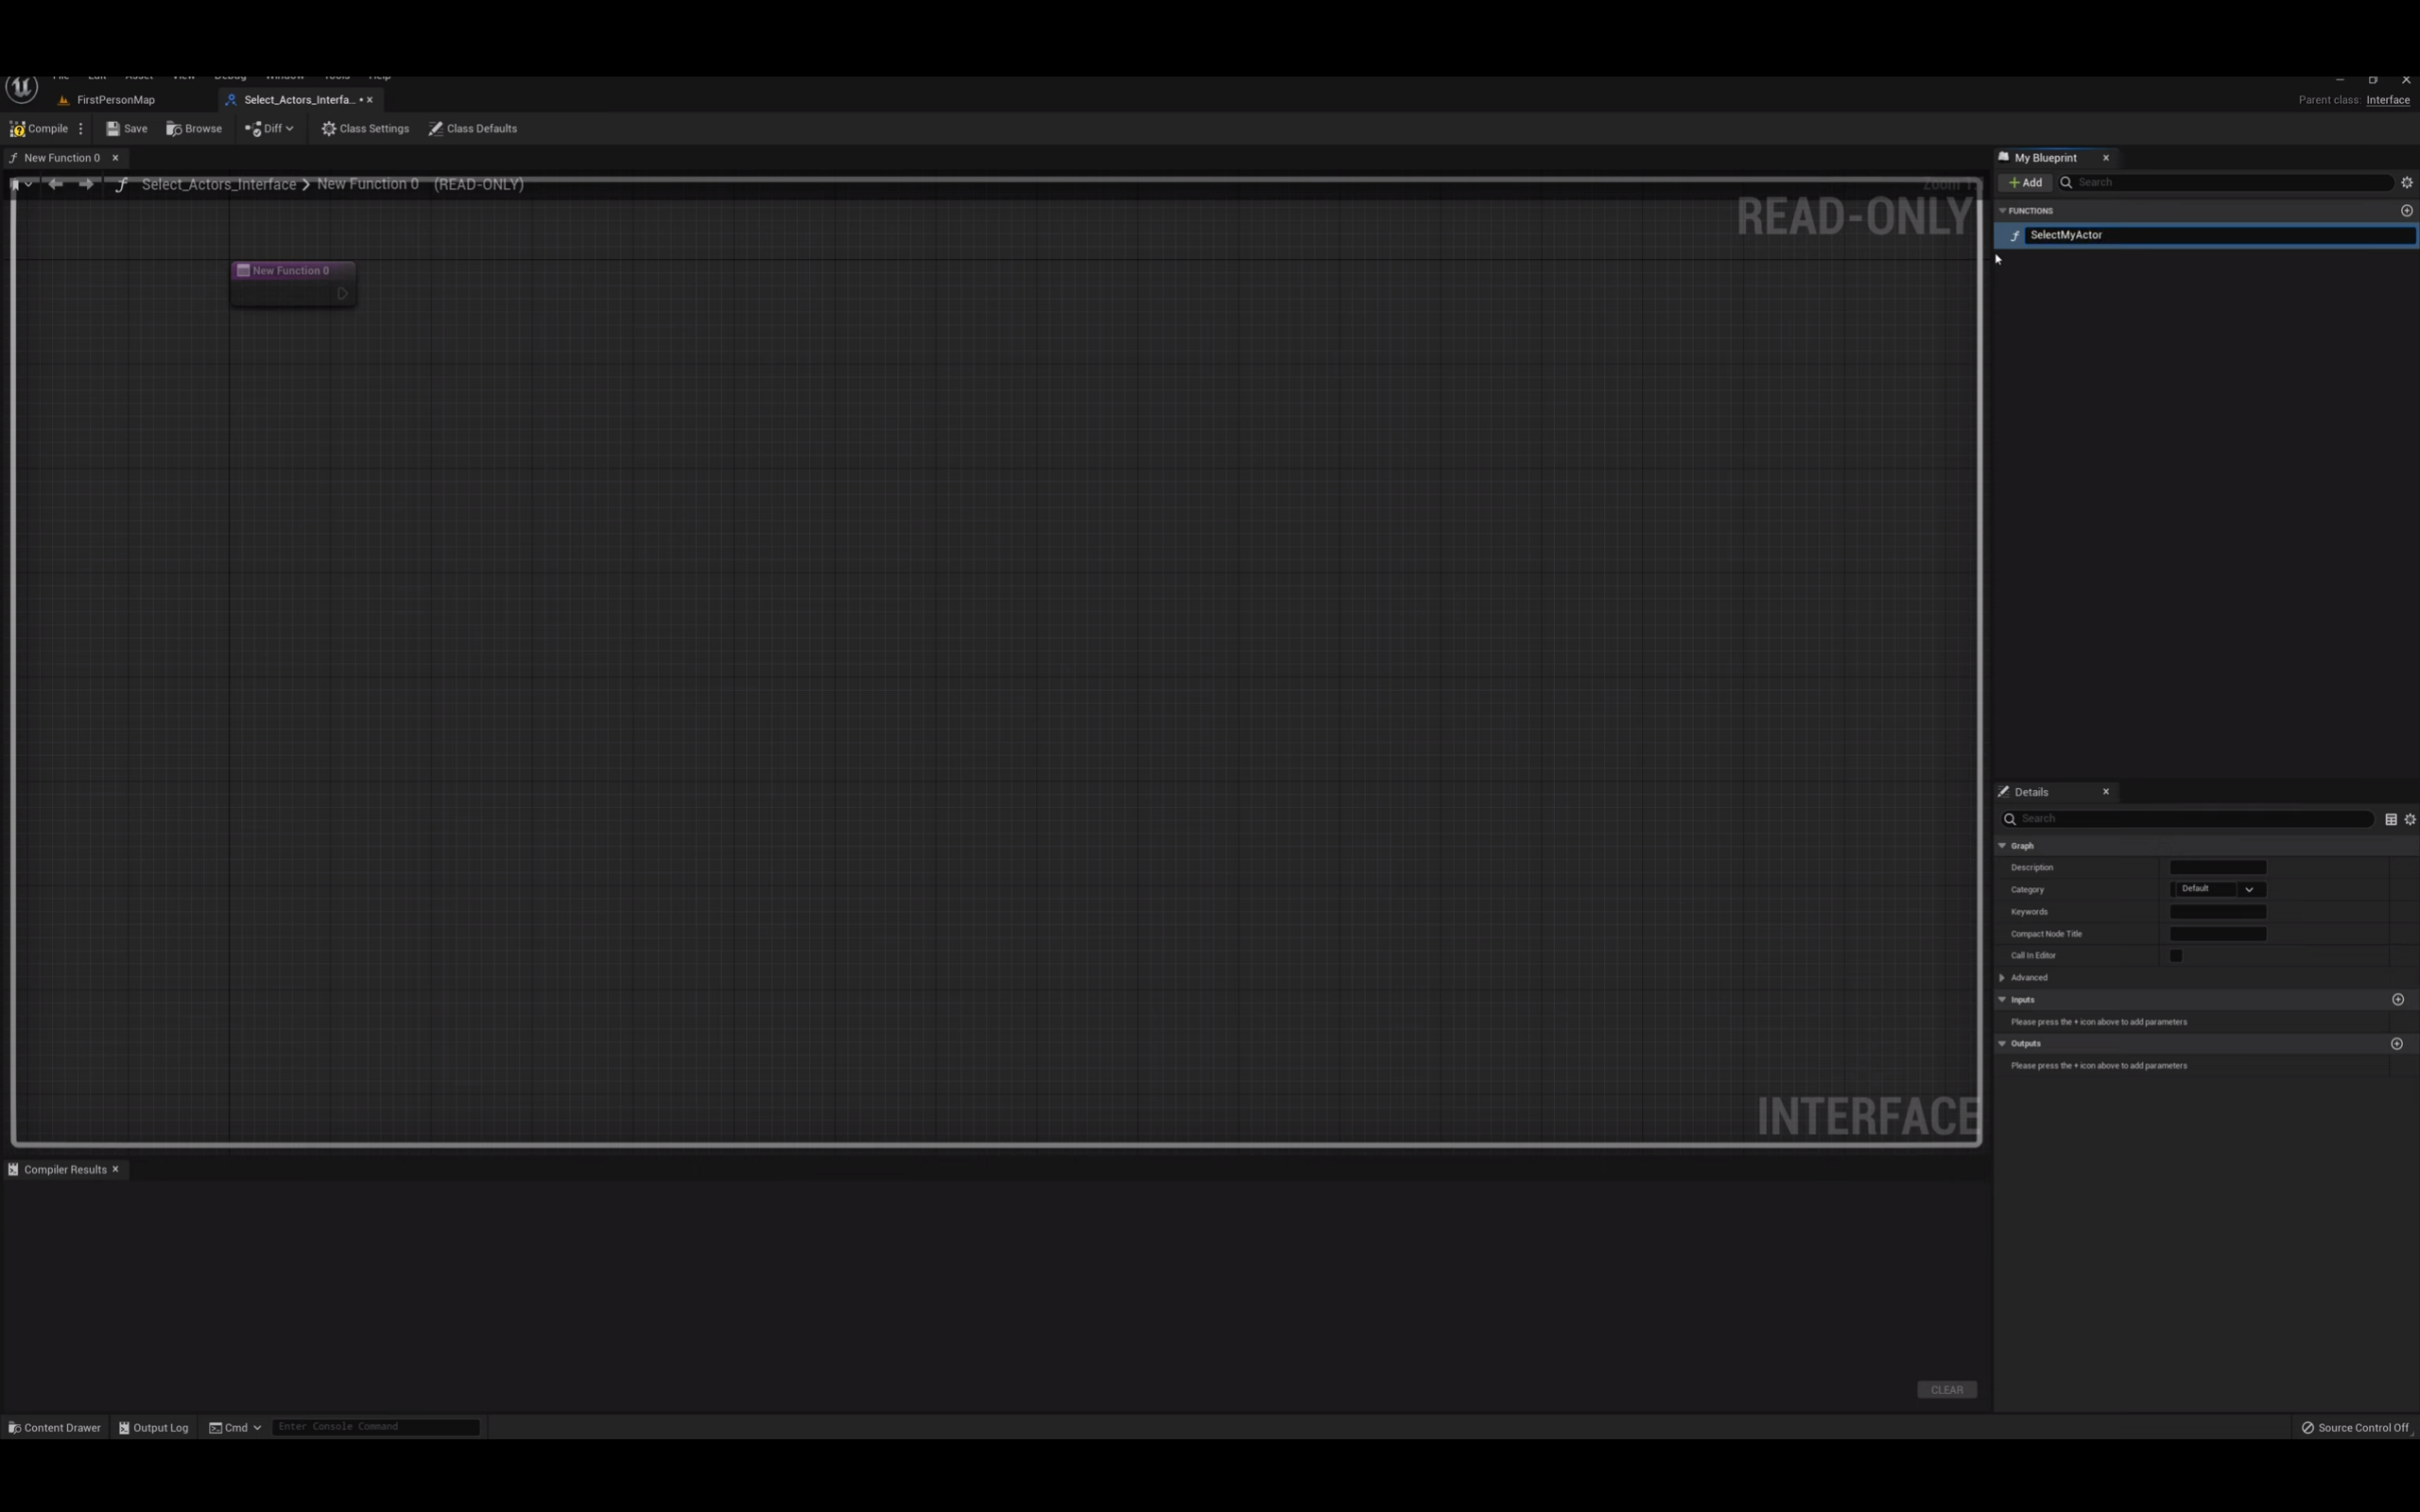 File Edit Asset View Debug Window Tools Help
FirstPersonMap
Select_Actors_Interfa... •
Parent class: Interface
Compile
Save
Browse
Diff
Class Settings
Class Defaults
New Function 0
My Blueprint
Select_Actors_Interface > New Function 0 (READ-ONLY)
READ-ONLY
Add
Search
FUNCTIONS
SelectMyActor
New Function 0
Details
Search
Graph
Description
Category Default
Keywords
Compact Node Title
Call In Editor
Advanced
Inputs
Please press the + icon above to add parameters
Outputs
Please press the + icon above to add parameters
INTERFACE
Compiler Results
CLEAR
Content Drawer
Output Log
Cmd
Enter Console Command
Source Control Off